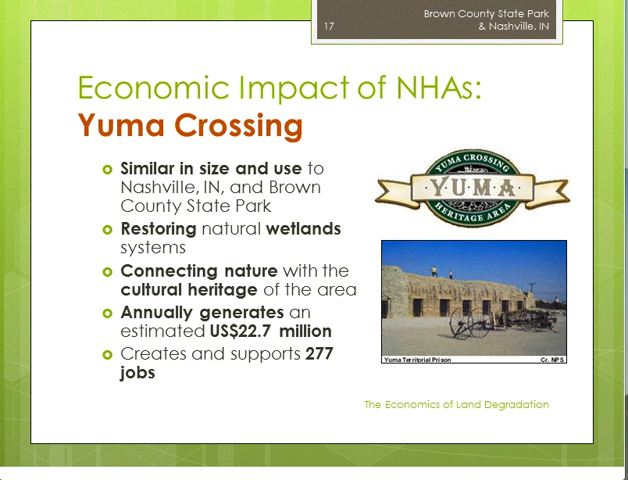 Brown County State Park
17
& Nashville, IN
Economic Impact of NHAs:
Yuma Crossing
Similar in size and use to
Nashville, IN, and Brown
County State Park
Restoring natural wetlands
systems
Connecting nature with the
cultural heritage of the area
Annually generates an
estimated US$22.7 million
Creates and supports 277
jobs
YUMA CROSSING
·Y·U·M·A·
HERITAGE AREA
Yuma Territorial Prison
Cr. NPS
The Economics of Land Degradation